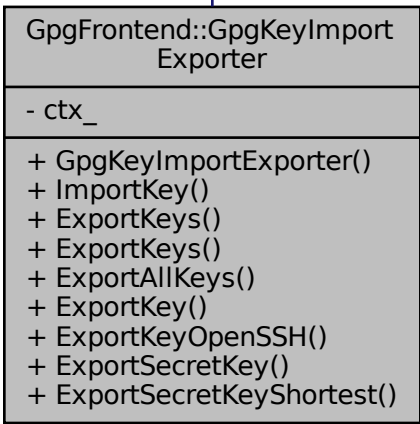 GpgFrontend::GpgKeyImport
Exporter
- ctx_
+ GpgKeyImportExporter()
+ ImportKey()
+ ExportKeys()
+ ExportKeys()
+ ExportAllKeys()
+ ExportKey()
+ ExportKeyOpenSSH()
+ ExportSecretKey()
+ ExportSecretKeyShortest()